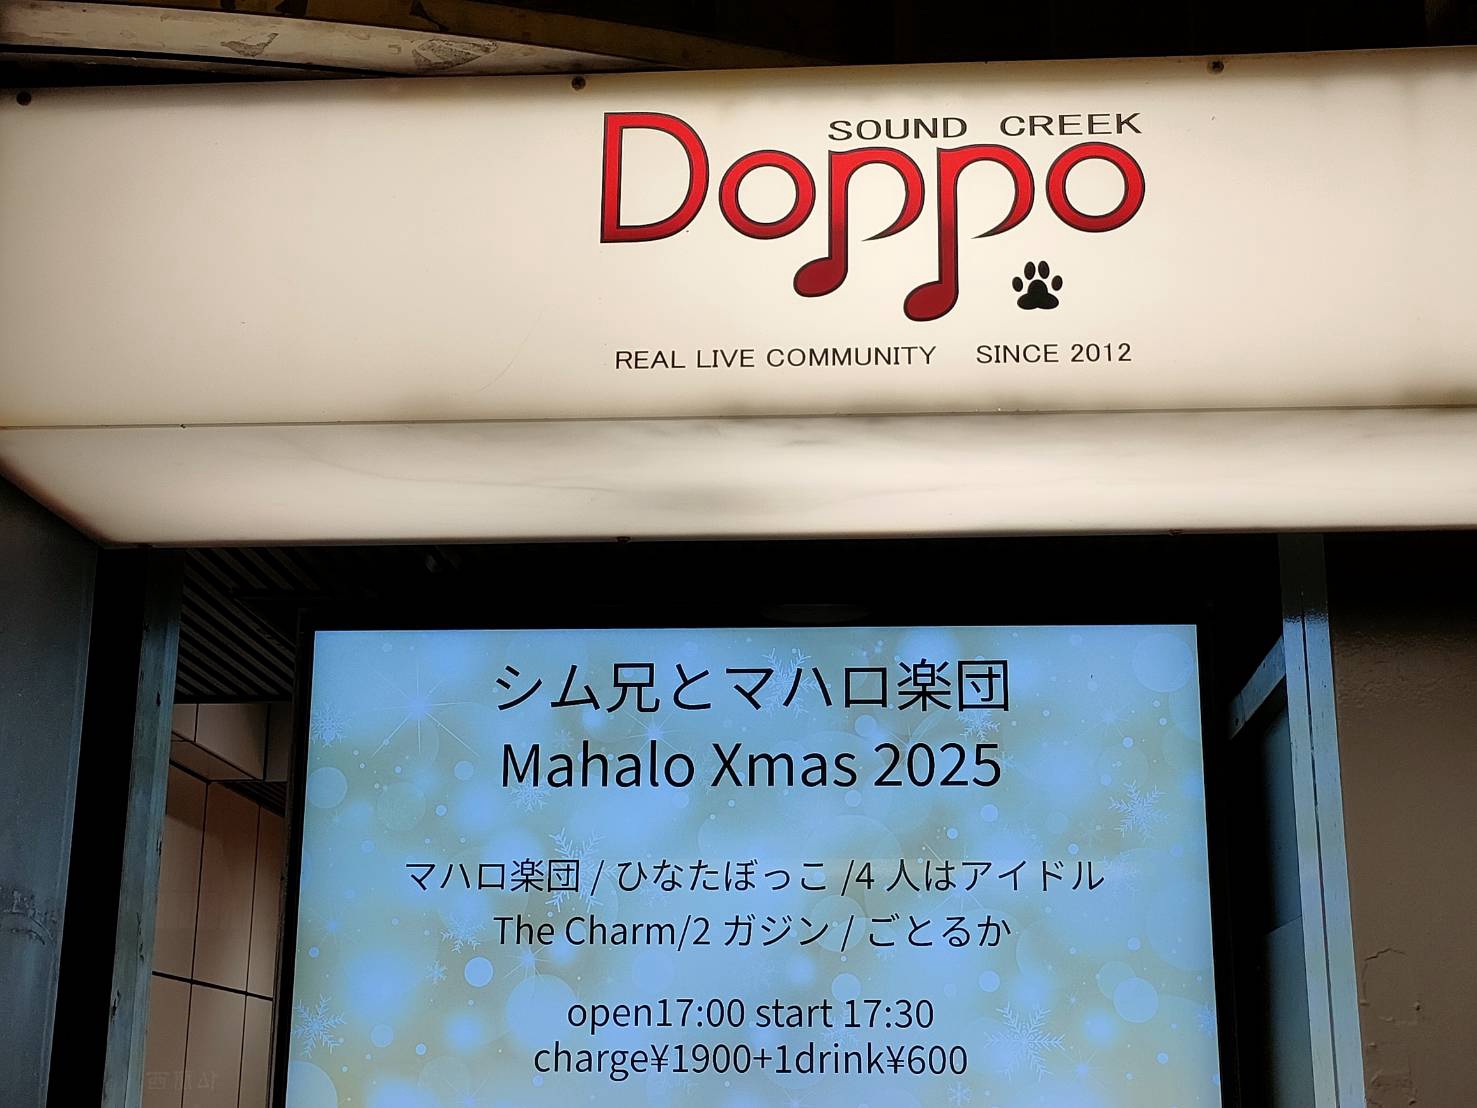 SOUND CREEK
Doppo
REAL LIVE COMMUNITY SINCE 2012
シム兄とマハロ楽団
Mahalo Xmas 2025
マハロ楽団 / ひなたぼっこ /4 人はアイドル
The Charm/2 ガジン / ごとるか
open17:00 start 17:30
charge¥1900+1drink¥600